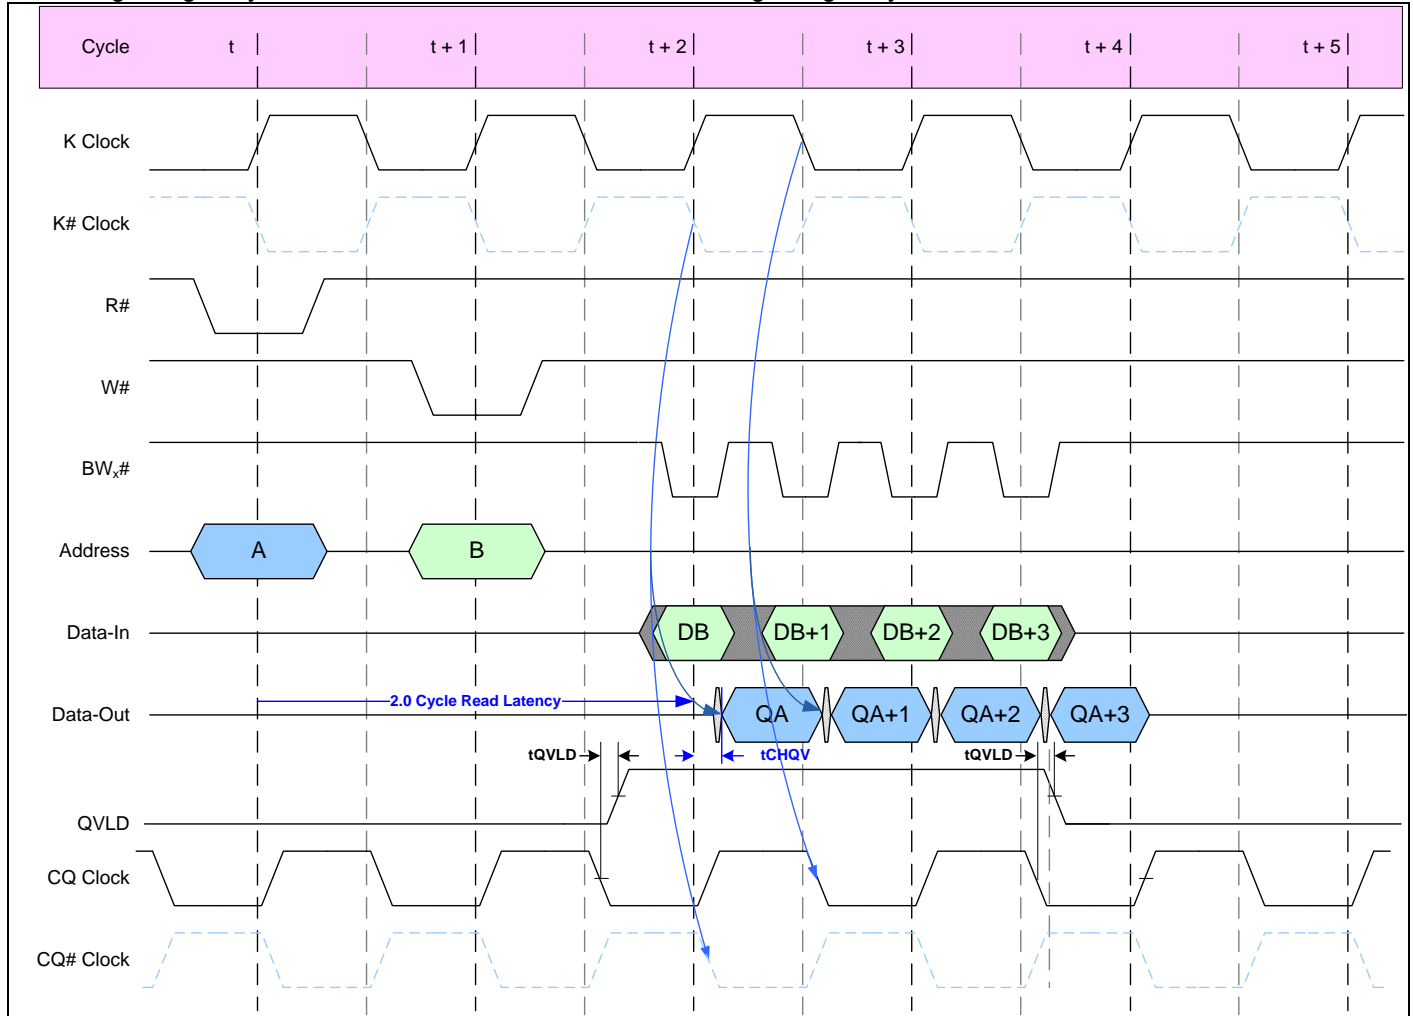 Cycle t t + 1 t + 2 t + 3 t + 4 t + 5
K Clock
K# Clock
R#
W#
BWx#
Address A B
Data-In DB DB+1 DB+2 DB+3
2.0 Cycle Read Latency
Data-Out QA QA+1 QA+2 QA+3
tQVLD tCHQV tQVLD
QVLD
CQ Clock
CQ# Clock